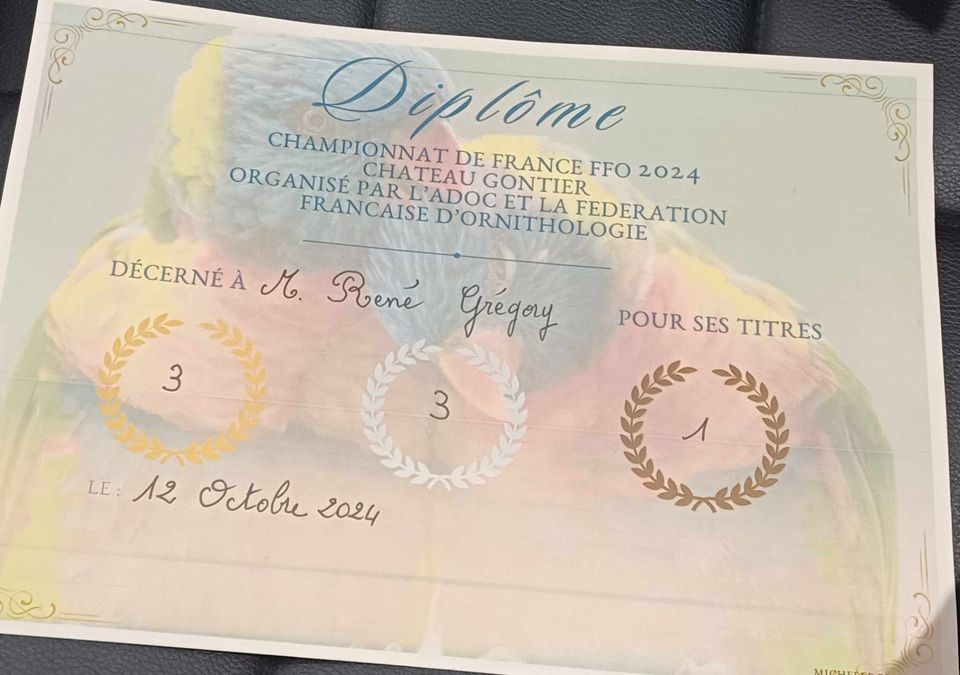 Diplôme
CHAMPIONNAT DE FRANCE FFO 2024
CHATEAU GONTIER
ORGANISÉ PAR L'ADOC ET LA FEDERATION
FRANCAISE D'ORNITHOLOGIE
DÉCERNÉ À M. René Grégory POUR SES TITRES
3 3 1
LE : 12 Octobre 2024